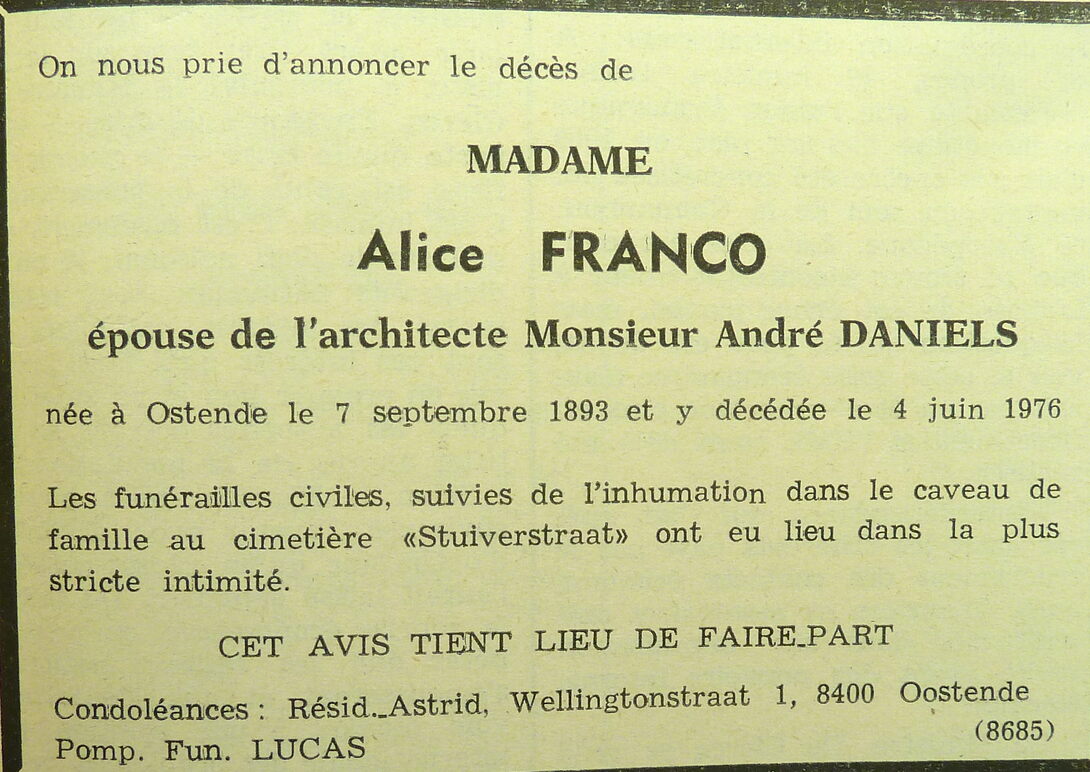 On nous prie d'annoncer le décès de
MADAME
Alice FRANCO
épouse de l'architecte Monsieur André DANIELS
née à Ostende le 7 septembre 1893 et y décédée le 4 juin 1976
Les funérailles civiles, suivies de l'inhumation dans le caveau de
famille au cimetière «Stuiverstraat» ont eu lieu dans la plus
stricte intimité.
CET AVIS TIENT LIEU DE FAIRE-PART
Condoléances : Résid.-Astrid, Wellingtonstraat 1, 8400 Oostende
(8685)
Pomp. Fun. LUCAS